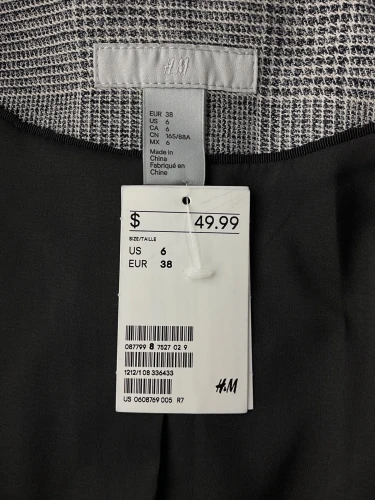 H&M
EUR 38
US 6
CA 6
CN 165/88A
MX 6
Made in
China
Fabriqué en
Chine
$ 49.99
SIZE/TAILLE
US 6
EUR 38
087799 8 7527 02 9
1212/1 08 336433
H&M
US 0608769 005 R7